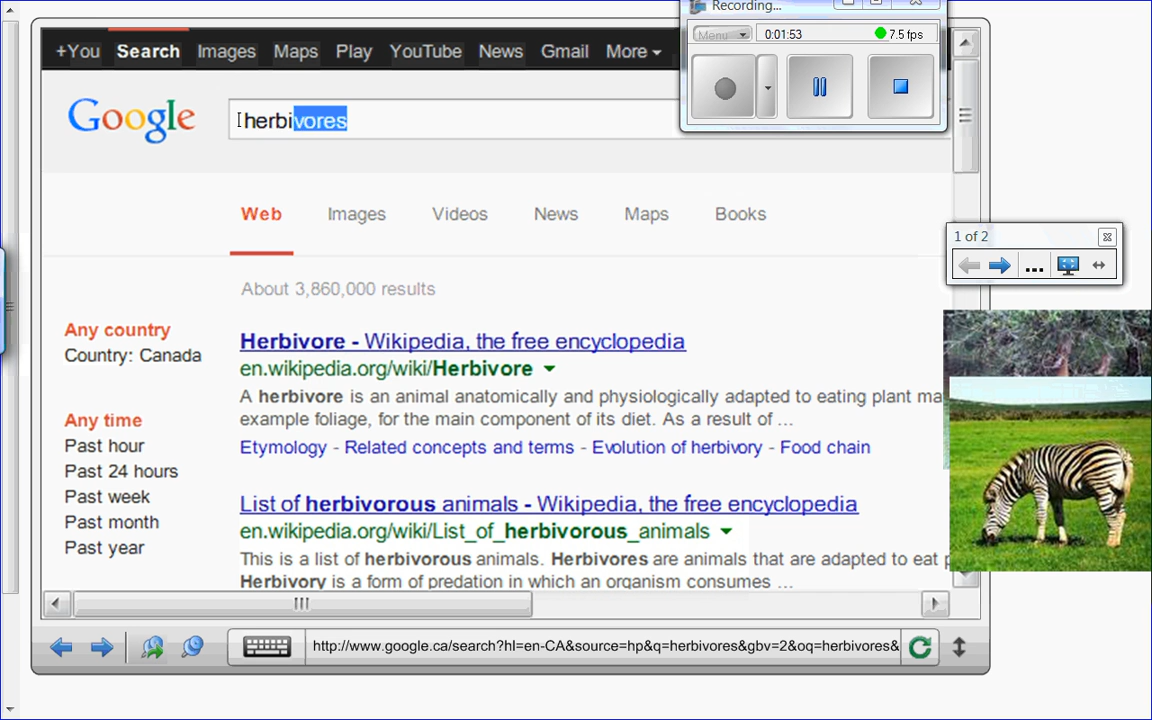 Recording...
Menu 0:01:53 7.5 fps
+You Search Images Maps Play YouTube News Gmail More
Google herbivores
Web Images Videos News Maps Books
1 of 2
About 3,860,000 results
Any country
Country: Canada
Any time
Past hour
Past 24 hours
Past week
Past month
Past year
Herbivore - Wikipedia, the free encyclopedia
en.wikipedia.org/wiki/Herbivore
A herbivore is an animal anatomically and physiologically adapted to eating plant ma
example foliage, for the main component of its diet. As a result of ...
Etymology - Related concepts and terms - Evolution of herbivory - Food chain
List of herbivorous animals - Wikipedia, the free encyclopedia
en.wikipedia.org/wiki/List_of_herbivorous_animals
This is a list of herbivorous animals. Herbivores are animals that are adapted to eat p
Herbivory is a form of predation in which an organism consumes ...
http://www.google.ca/search?hl=en-CA&source=hp&q=herbivores&gbv=2&oq=herbivores&